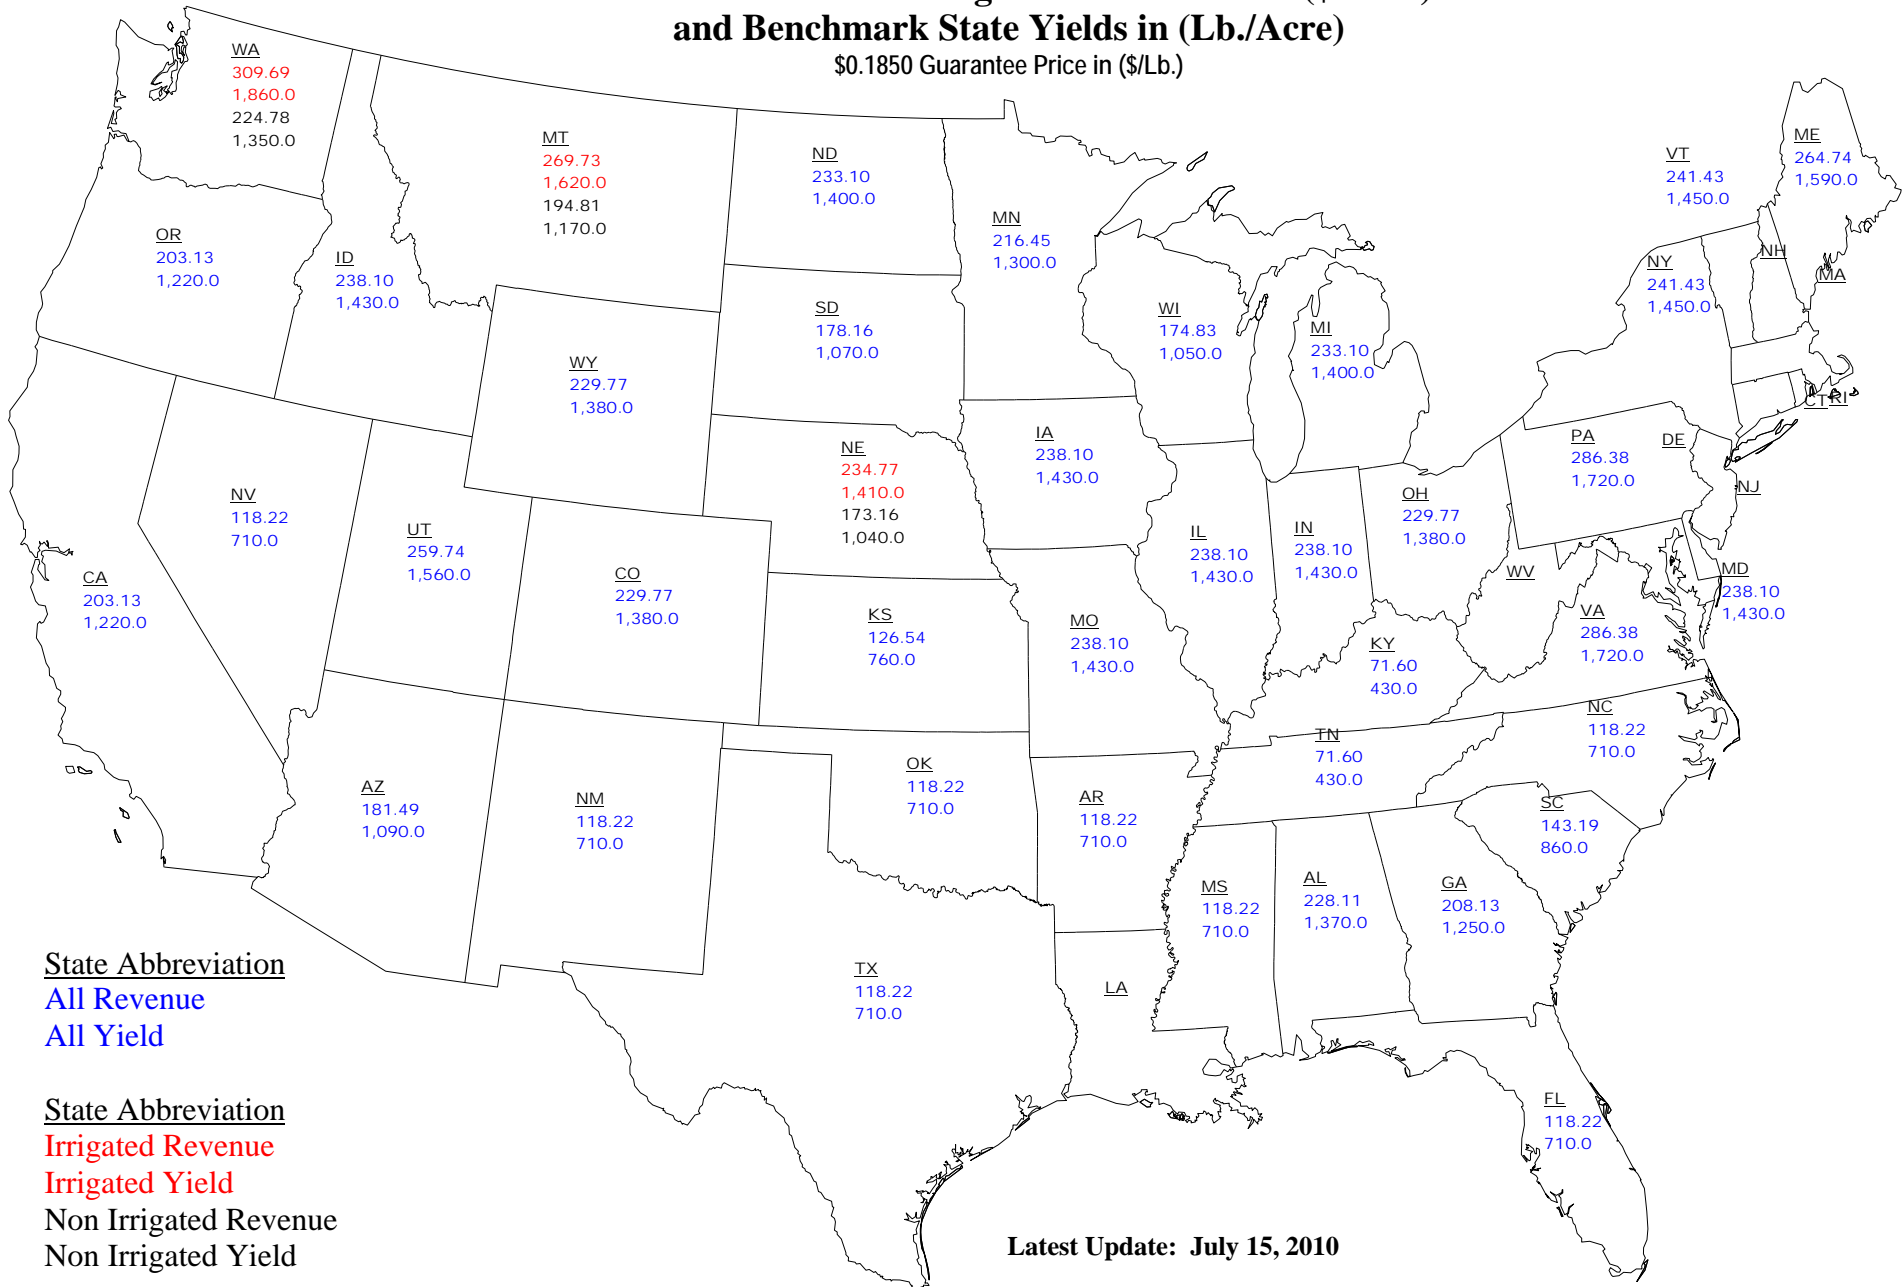 and Benchmark State Yields in (Lb./Acre)
$0.1850 Guarantee Price in ($/Lb.)
WA
309.69
1,860.0
224.78
1,350.0
MT
269.73
1,620.0
194.81
1,170.0
ND
233.10
1,400.0
MN
216.45
1,300.0
VT
241.43
1,450.0
ME
264.74
1,590.0
OR
203.13
1,220.0
ID
238.10
1,430.0
WY
229.77
1,380.0
SD
178.16
1,070.0
WI
174.83
1,050.0
MI
233.10
1,400.0
NY
241.43
1,450.0
NH
MA
CT
RI
NV
118.22
710.0
UT
259.74
1,560.0
CO
229.77
1,380.0
NE
234.77
1,410.0
173.16
1,040.0
IA
238.10
1,430.0
IL
238.10
1,430.0
IN
238.10
1,430.0
OH
229.77
1,380.0
PA
286.38
1,720.0
DE
NJ
CA
203.13
1,220.0
KS
126.54
760.0
MO
238.10
1,430.0
KY
71.60
430.0
WV
VA
286.38
1,720.0
MD
238.10
1,430.0
AZ
181.49
1,090.0
NM
118.22
710.0
OK
118.22
710.0
AR
118.22
710.0
TN
71.60
430.0
NC
118.22
710.0
SC
143.19
860.0
TX
118.22
710.0
LA
MS
118.22
710.0
AL
228.11
1,370.0
GA
208.13
1,250.0
FL
118.22
710.0
State Abbreviation
All Revenue
All Yield
State Abbreviation
Irrigated Revenue
Irrigated Yield
Non Irrigated Revenue
Non Irrigated Yield
Latest Update: July 15, 2010